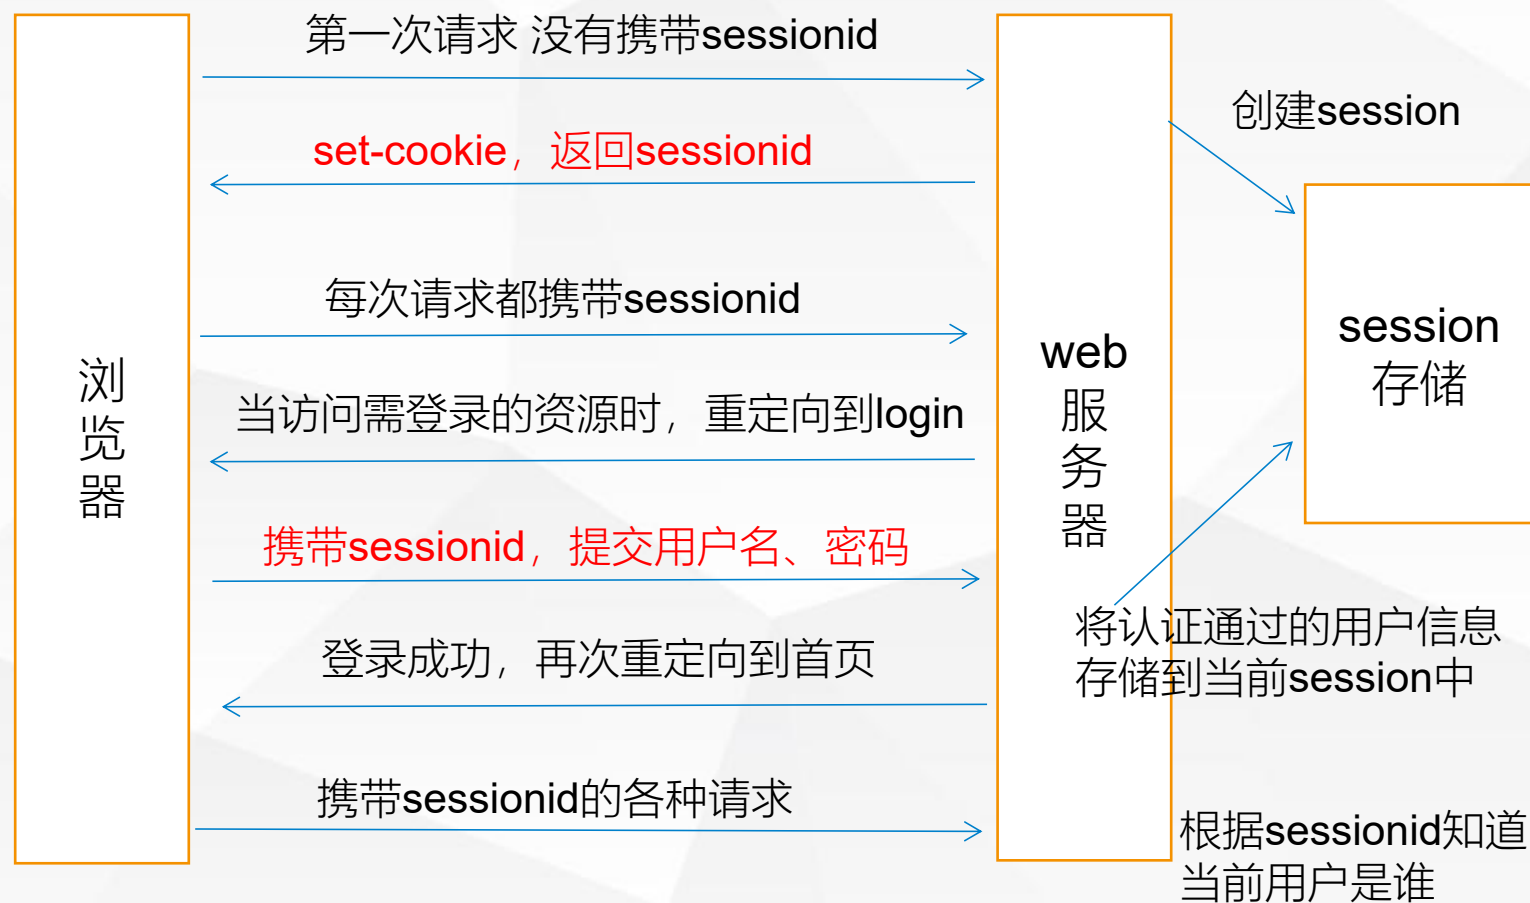 第一次请求 没有携带sessionid
创建session
set-cookie，返回sessionid
每次请求都携带sessionid
浏
览
器
web
服
务
器
session
存储
当访问需登录的资源时，重定向到login
携带sessionid，提交用户名、密码
将认证通过的用户信息
存储到当前session中
登录成功，再次重定向到首页
携带sessionid的各种请求
根据sessionid知道
当前用户是谁